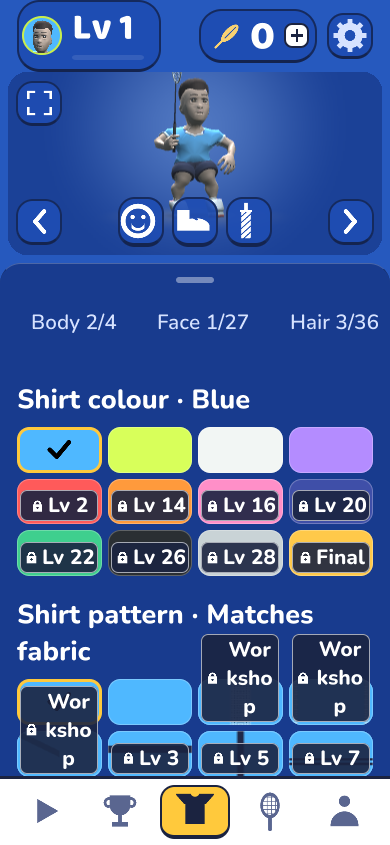 Lv 1
0
Body 2/4 Face 1/27 Hair 3/36
Shirt colour · Blue
Lv 2 Lv 14 Lv 16 Lv 20
Lv 22 Lv 26 Lv 28 Final
Shirt pattern · Matches
fabric
Wor
ksho
p
Wor
ksho
p
Wor
ksho
p
Lv 3 Lv 5 Lv 7